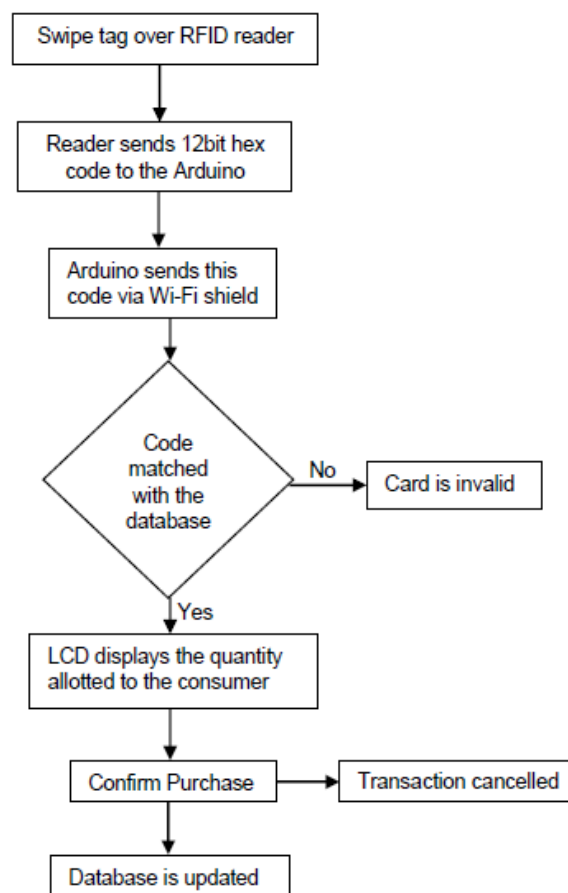 Swipe tag over RFID reader
Reader sends 12bit hex
code to the Arduino
Arduino sends this
code via Wi-Fi shield
Code
matched
with the
database
No
Card is invalid
Yes
LCD displays the quantity
allotted to the consumer
Confirm Purchase
Transaction cancelled
Database is updated